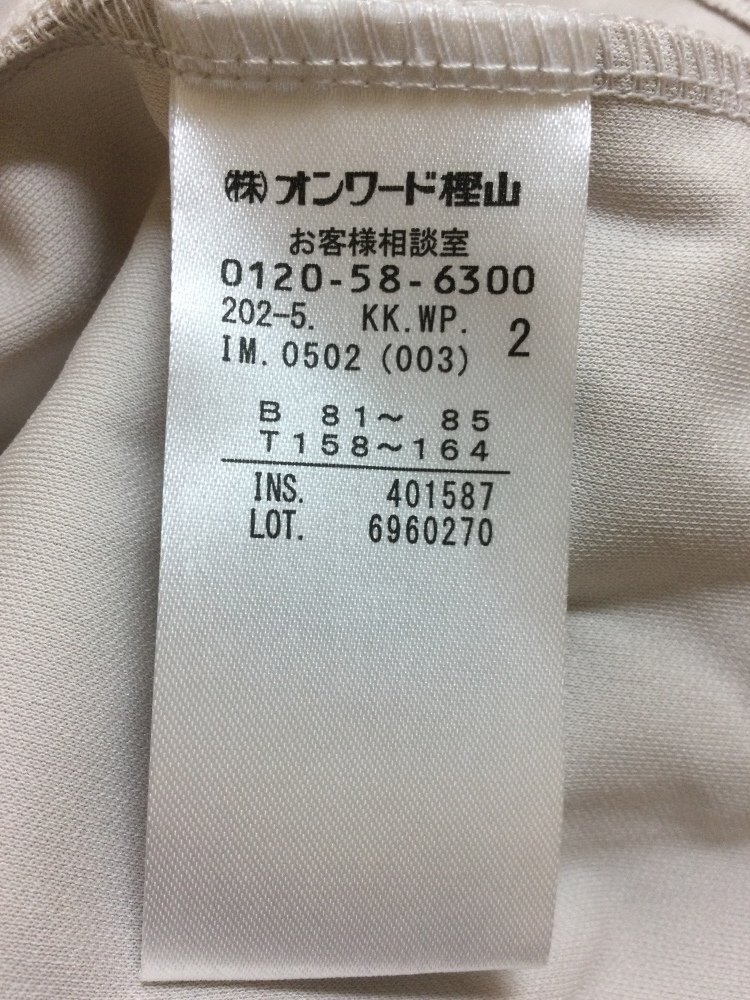 ㈱オンワード樫山
お客様相談室
0120-58-6300
202-5. KK.WP. 2
IM.0502(003)
B 81～ 85
T158～164
INS. 401587
LOT. 6960270